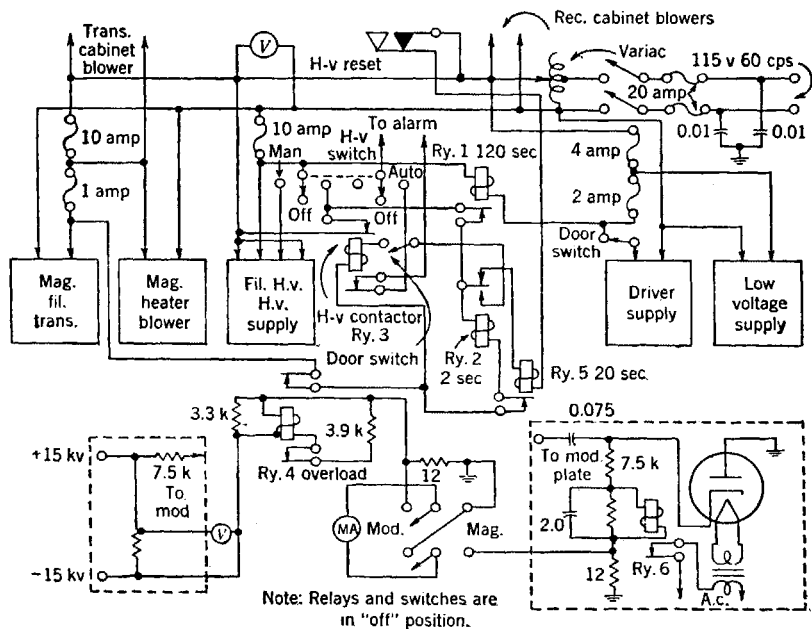 Trans.
cabinet
blower
V
H-v reset
Rec. cabinet blowers
Variac
115 v 60 cps
20 amp
0.01
0.01
10 amp
1 amp
10 amp
Man
To alarm
H-v
switch
Auto
Off
Off
Ry. 1 120 sec
4 amp
2 amp
Door
switch
Mag.
fil.
trans.
Mag.
heater
blower
Fil. H.v.
H.v.
supply
H-v contactor
Ry. 3
Door switch
Ry. 2
2 sec
Ry. 5 20 sec.
Driver
supply
Low
voltage
supply
3.3 k
3.9 k
Ry. 4 overload
+15 kv
7.5 k
To
mod
V
-15 kv
12
MA
Mod.
Mag.
0.075
To mod.
plate
7.5 k
2.0
12
Ry. 6
A.c.
Note: Relays and switches are
in "off" position.